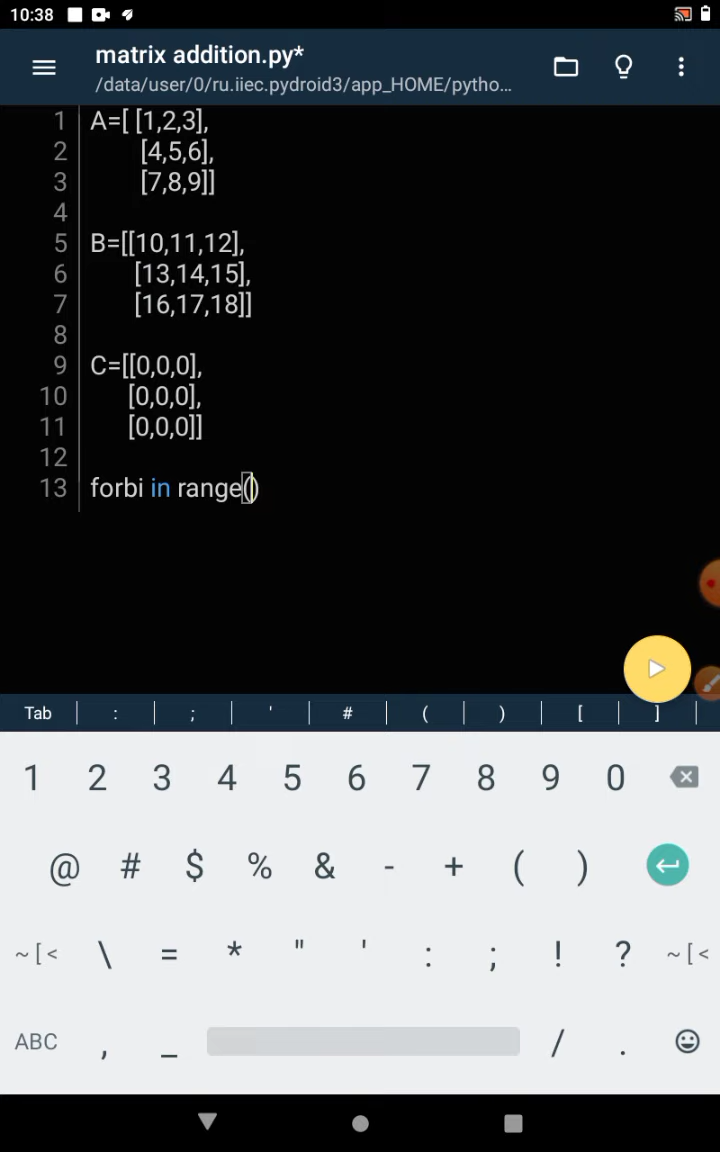 10:38
matrix addition.py*
/data/user/0/ru.iiec.pydroid3/app_HOME/pytho...
1 A=[ [1,2,3],
2 [4,5,6],
3 [7,8,9]]
4
5 B=[[10,11,12],
6 [13,14,15],
7 [16,17,18]]
8
9 C=[[0,0,0],
10 [0,0,0],
11 [0,0,0]]
12
13 forbi in range()
Tab : ; ' # ( ) [ ]
1 2 3 4 5 6 7 8 9 0
@ # $ % & - + ( )
~[< \ = * " ' : ; ! ? ~[<
ABC , _ / .